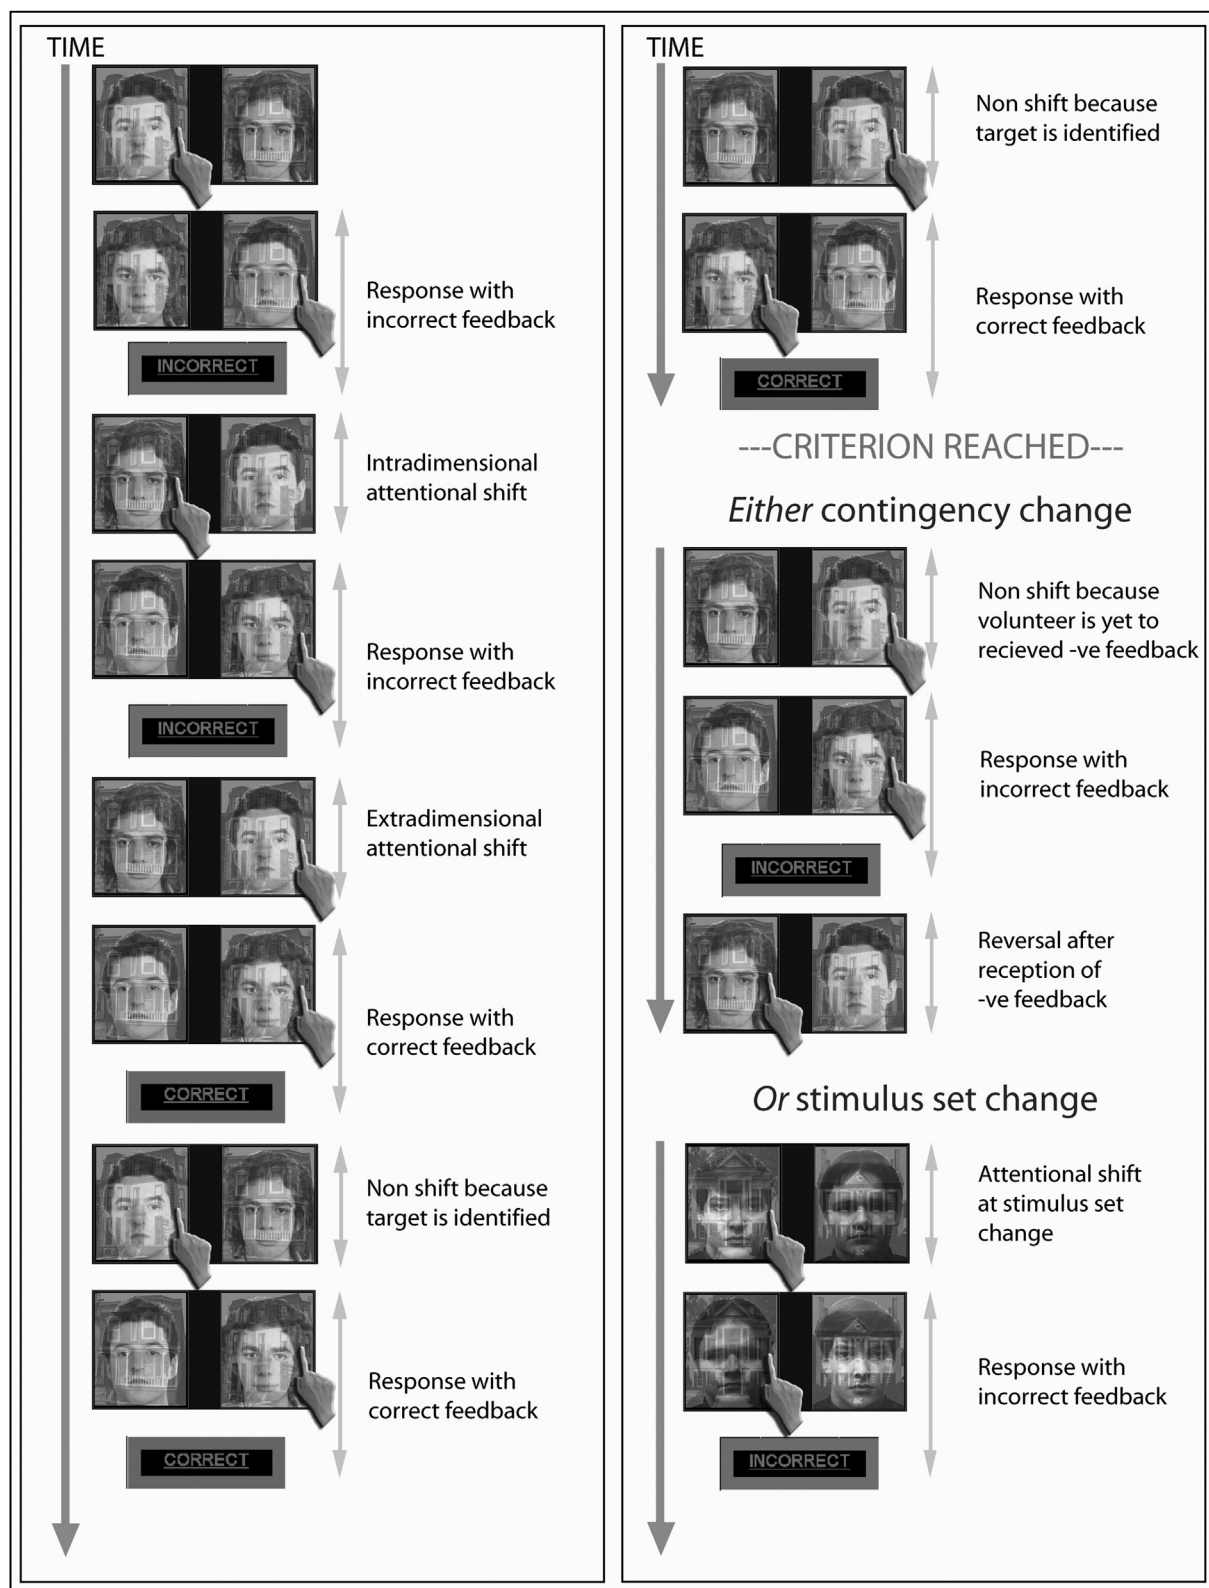 TIME
Response with
incorrect feedback
INCORRECT
Intradimensional
attentional shift
Response with
incorrect feedback
INCORRECT
Extradimensional
attentional shift
Response with
correct feedback
CORRECT
Non shift because
target is identified
Response with
correct feedback
CORRECT
TIME
Non shift because
target is identified
Response with
correct feedback
CORRECT
---CRITERION REACHED---
Either contingency change
Non shift because
volunteer is yet to
recieved -ve feedback
Response with
incorrect feedback
INCORRECT
Reversal after
reception of
-ve feedback
Or stimulus set change
Attentional shift
at stimulus set
change
Response with
incorrect feedback
INCORRECT